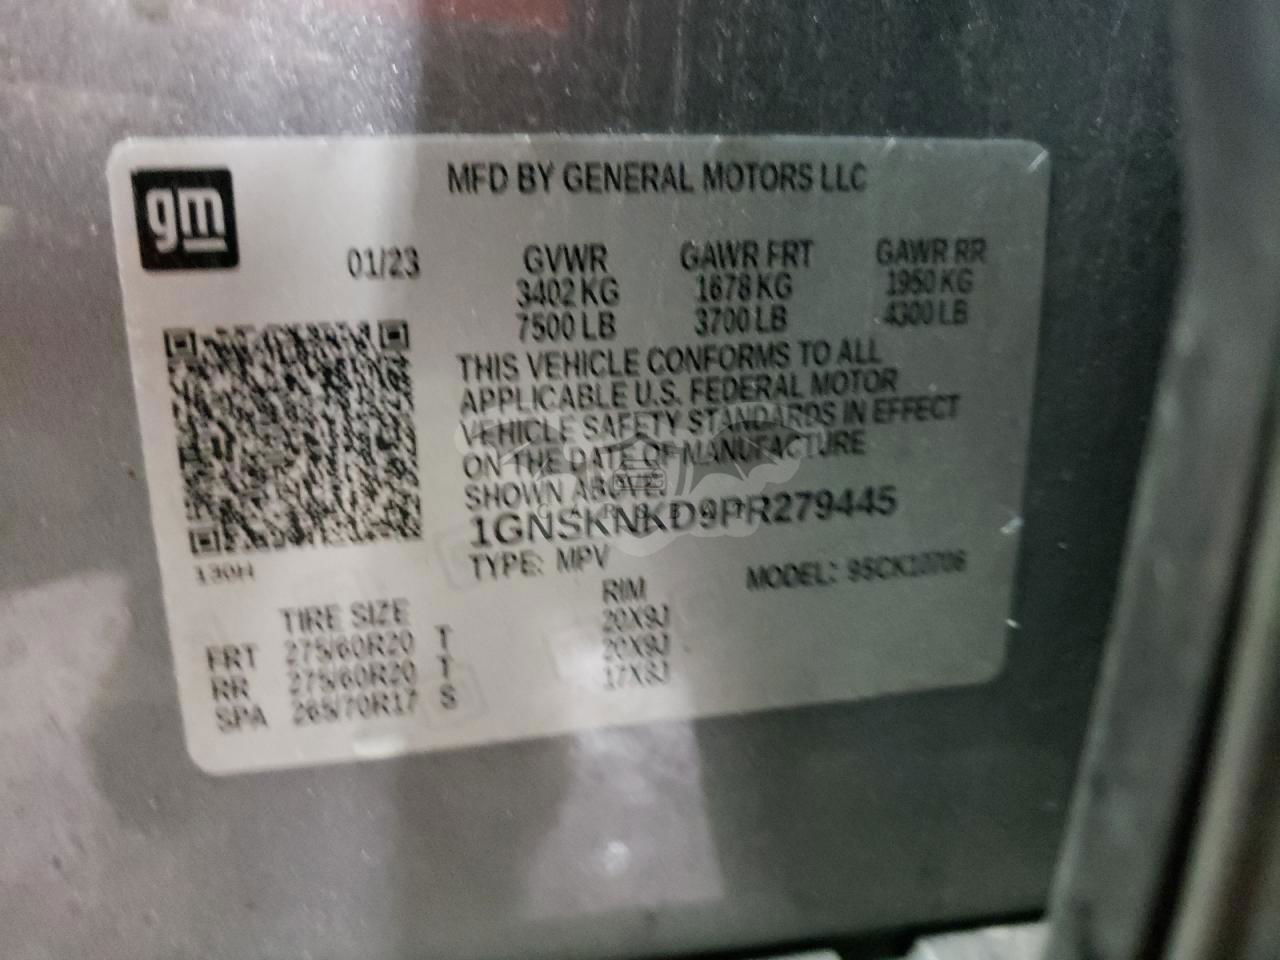 gm
MFD BY GENERAL MOTORS LLC
01/23 GVWR GAWR FRT GAWR RR
3402 KG 1678 KG 1950 KG
7500 LB 3700 LB 4300 LB
THIS VEHICLE CONFORMS TO ALL
APPLICABLE U.S. FEDERAL MOTOR
VEHICLE SAFETY STANDARDS IN EFFECT
ON THE DATE OF MANUFACTURE
SHOWN ABOVE.
1GNSKNKD9PR279445
TYPE: MPV MODEL: 9SCK10706
130H
TIRE SIZE RIM
FRT 275/60R20 T 20X9J
RR 275/60R20 T 20X9J
SPA 265/70R17 S 17X8J